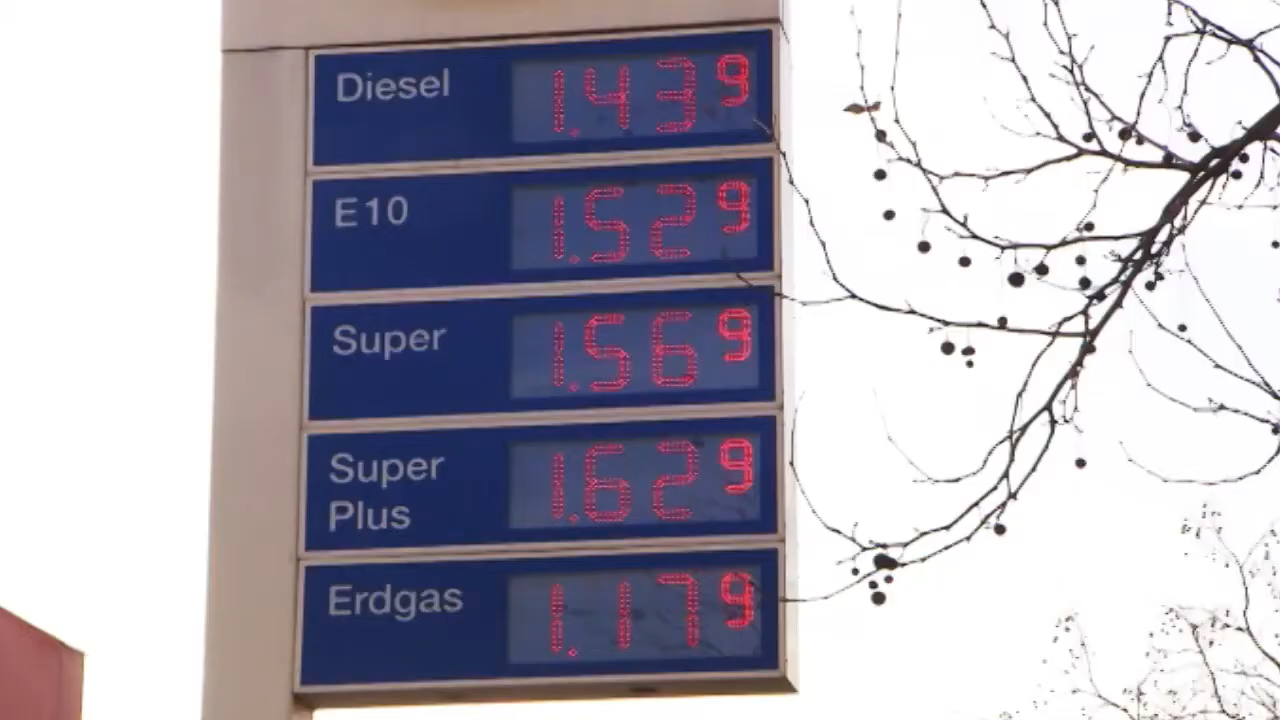 Diesel 1.43 9
E10 1.52 9
Super 1.56 9
Super
Plus 1.62 9
Erdgas 1.17 9